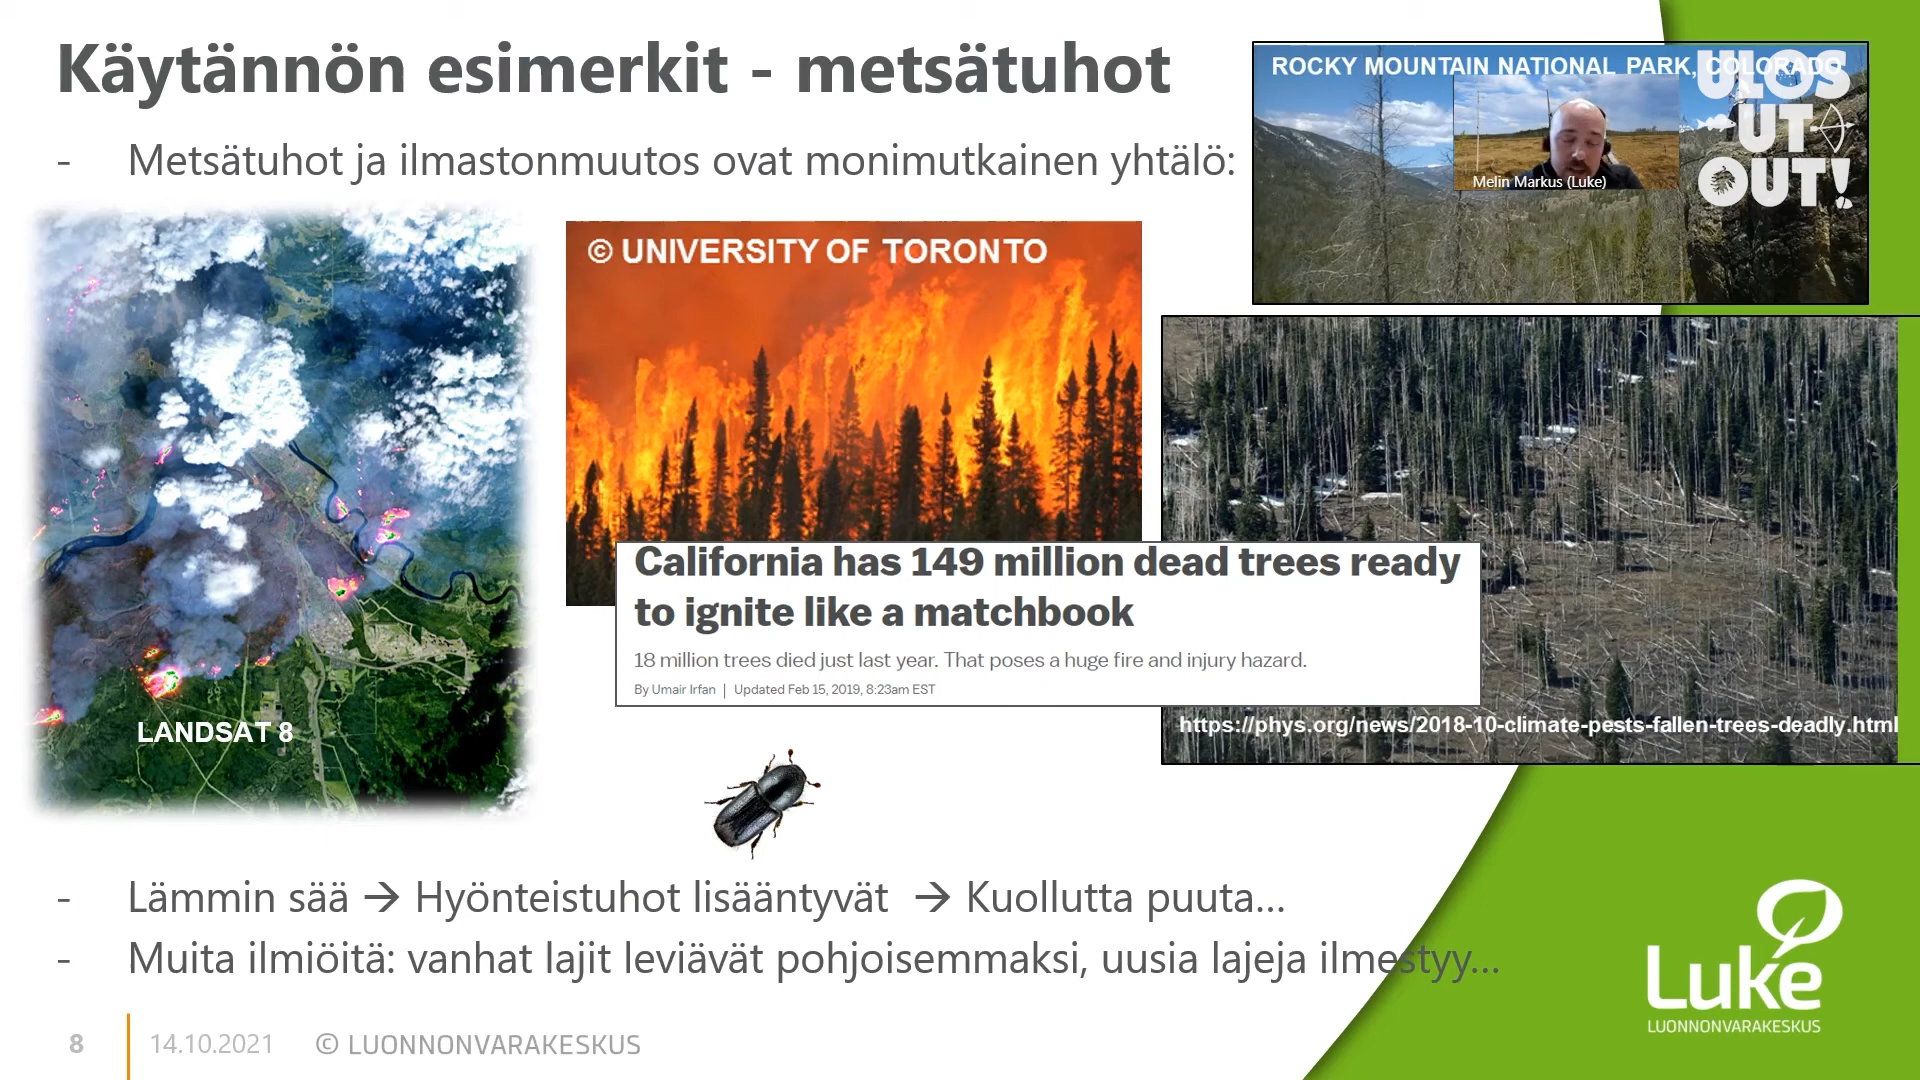 Käytännön esimerkit - metsätuhot
- Metsätuhot ja ilmastonmuutos ovat monimutkainen yhtälö:
ROCKY MOUNTAIN NATIONAL PARK, COLORADO
ULOS
UT
OUT!
Melin Markus (Luke)
© UNIVERSITY OF TORONTO
California has 149 million dead trees ready
to ignite like a matchbook
18 million trees died just last year. That poses a huge fire and injury hazard.
By Umair Irfan | Updated Feb 15, 2019, 8:23am EST
https://phys.org/news/2018-10-climate-pests-fallen-trees-deadly.html
LANDSAT 8
- Lämmin sää → Hyönteistuhot lisääntyvät → Kuollutta puuta...
- Muita ilmiöitä: vanhat lajit leviävät pohjoisemmaksi, uusia lajeja ilmestyy...
Luke
LUONNONVARAKESKUS
8
14.10.2021
© LUONNONVARAKESKUS